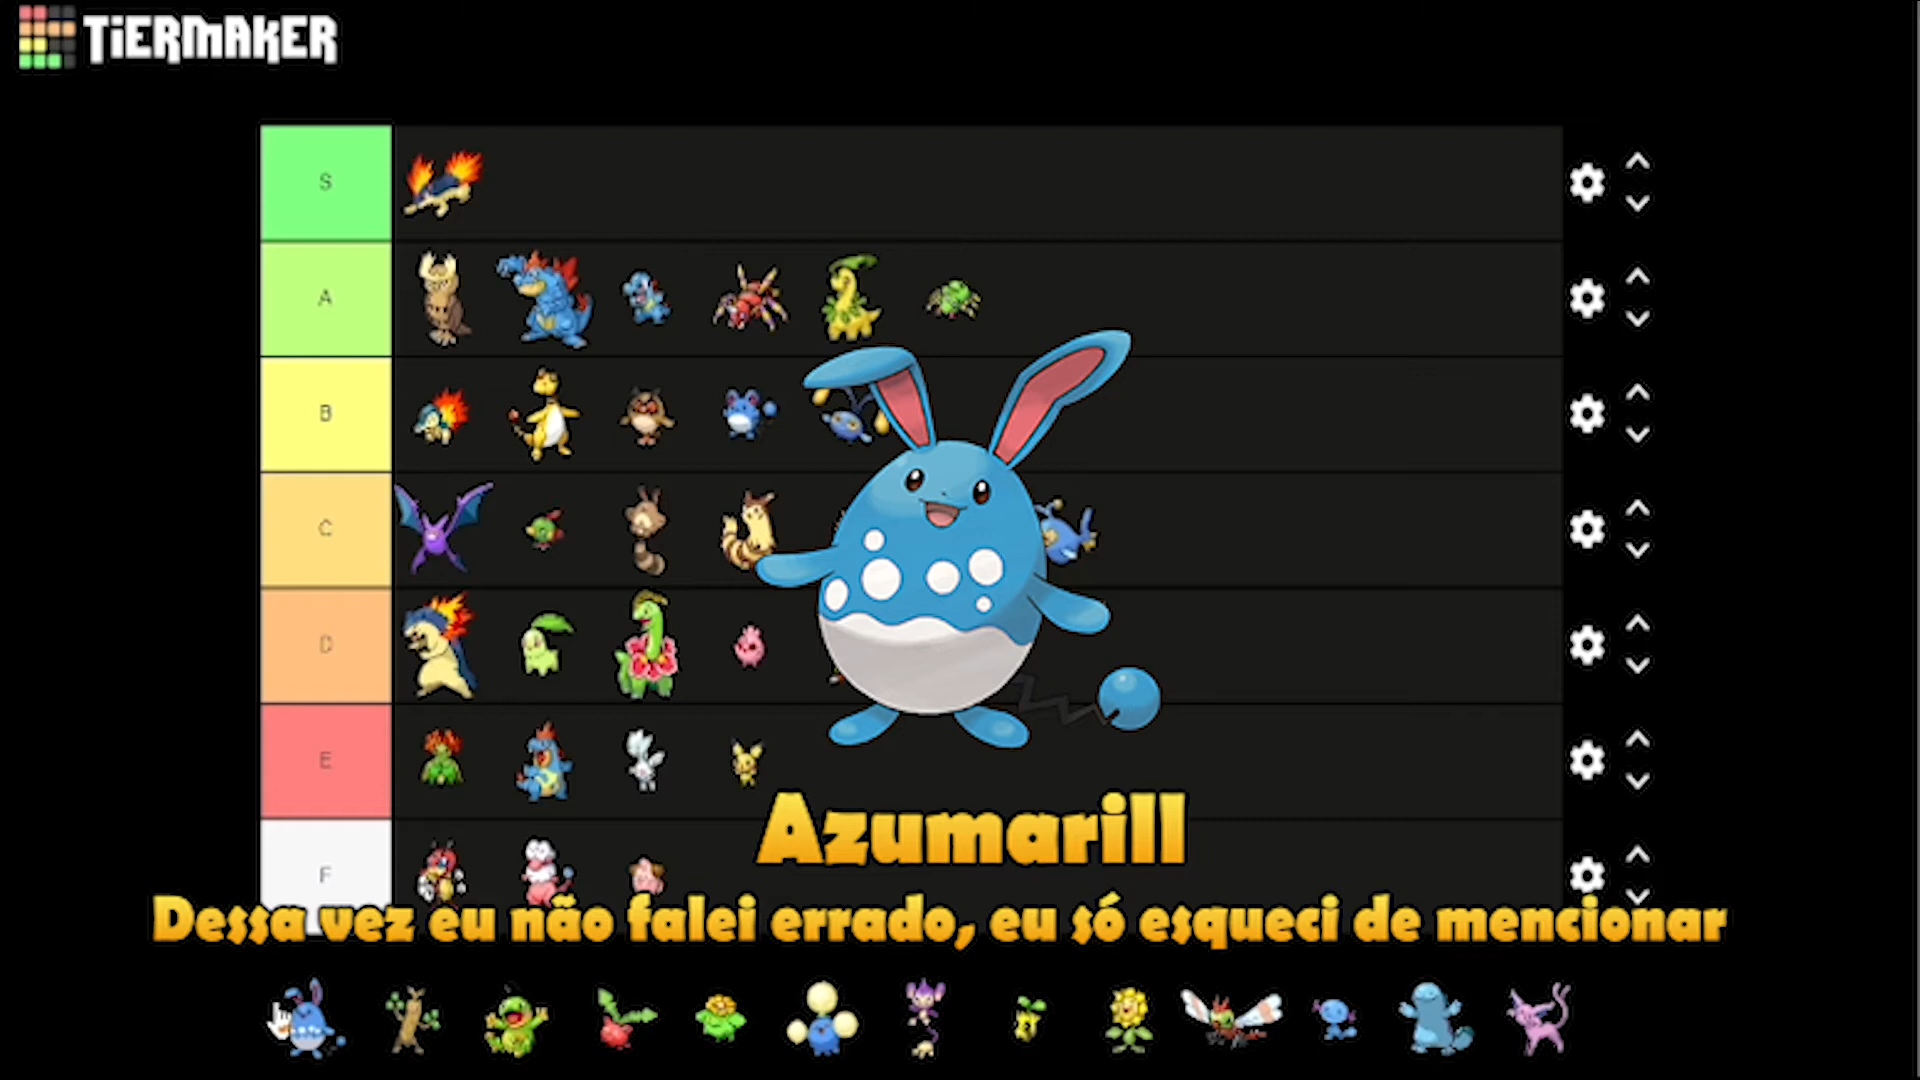 TiERMAKER
S
A
B
C
D
E
Azumarill
F
Dessa vez eu não falei errado, eu só esqueci de mencionar